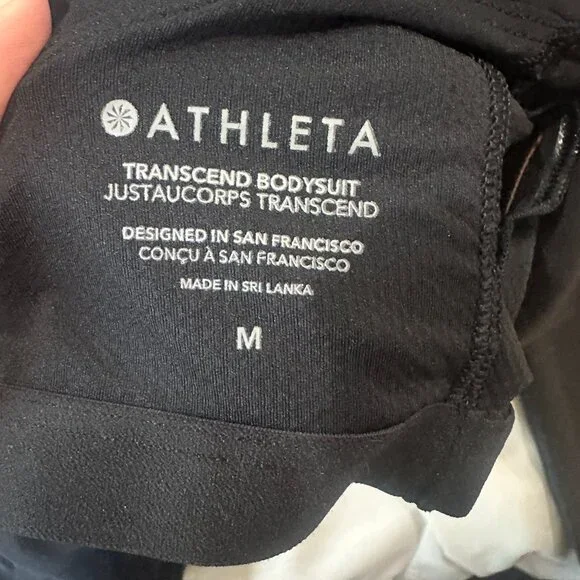 ATHLETA
TRANSCEND BODYSUIT
JUSTAUCORPS TRANSCEND
DESIGNED IN SAN FRANCISCO
CONÇU À SAN FRANCISCO
MADE IN SRI LANKA
M